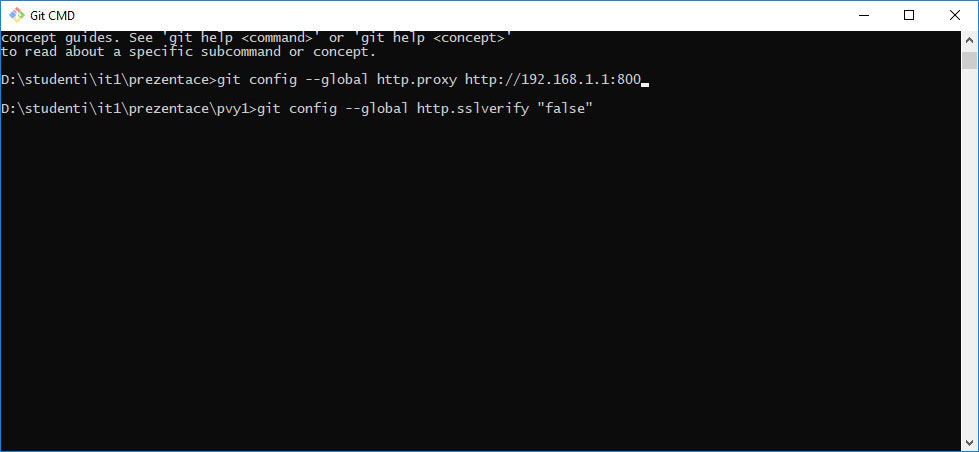 Git CMD
concept guides. See 'git help <command>' or 'git help <concept>'
to read about a specific subcommand or concept.
D:\studenti\it1\prezentace>git config --global http.proxy http://192.168.1.1:800
D:\studenti\it1\prezentace\pvy1>git config --global http.sslverify "false"